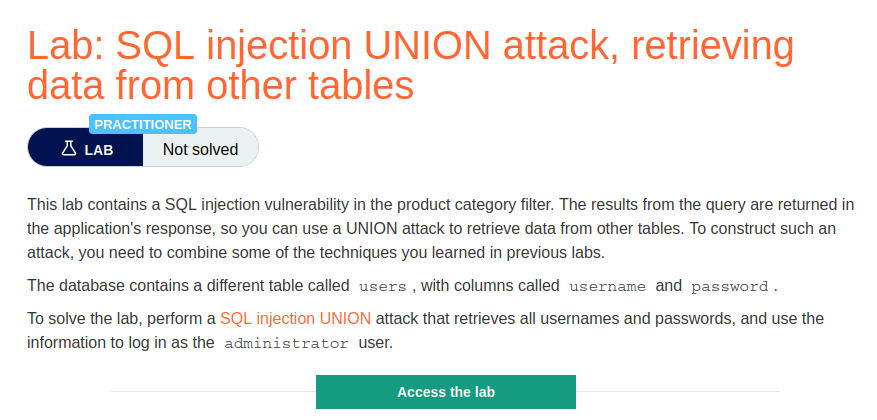 Lab: SQL injection UNION attack, retrieving
data from other tables
PRACTITIONER
LAB Not solved
This lab contains a SQL injection vulnerability in the product category filter. The results from the query are returned in
the application's response, so you can use a UNION attack to retrieve data from other tables. To construct such an
attack, you need to combine some of the techniques you learned in previous labs.
The database contains a different table called users , with columns called username and password .
To solve the lab, perform a SQL injection UNION attack that retrieves all usernames and passwords, and use the
information to log in as the administrator user.
Access the lab